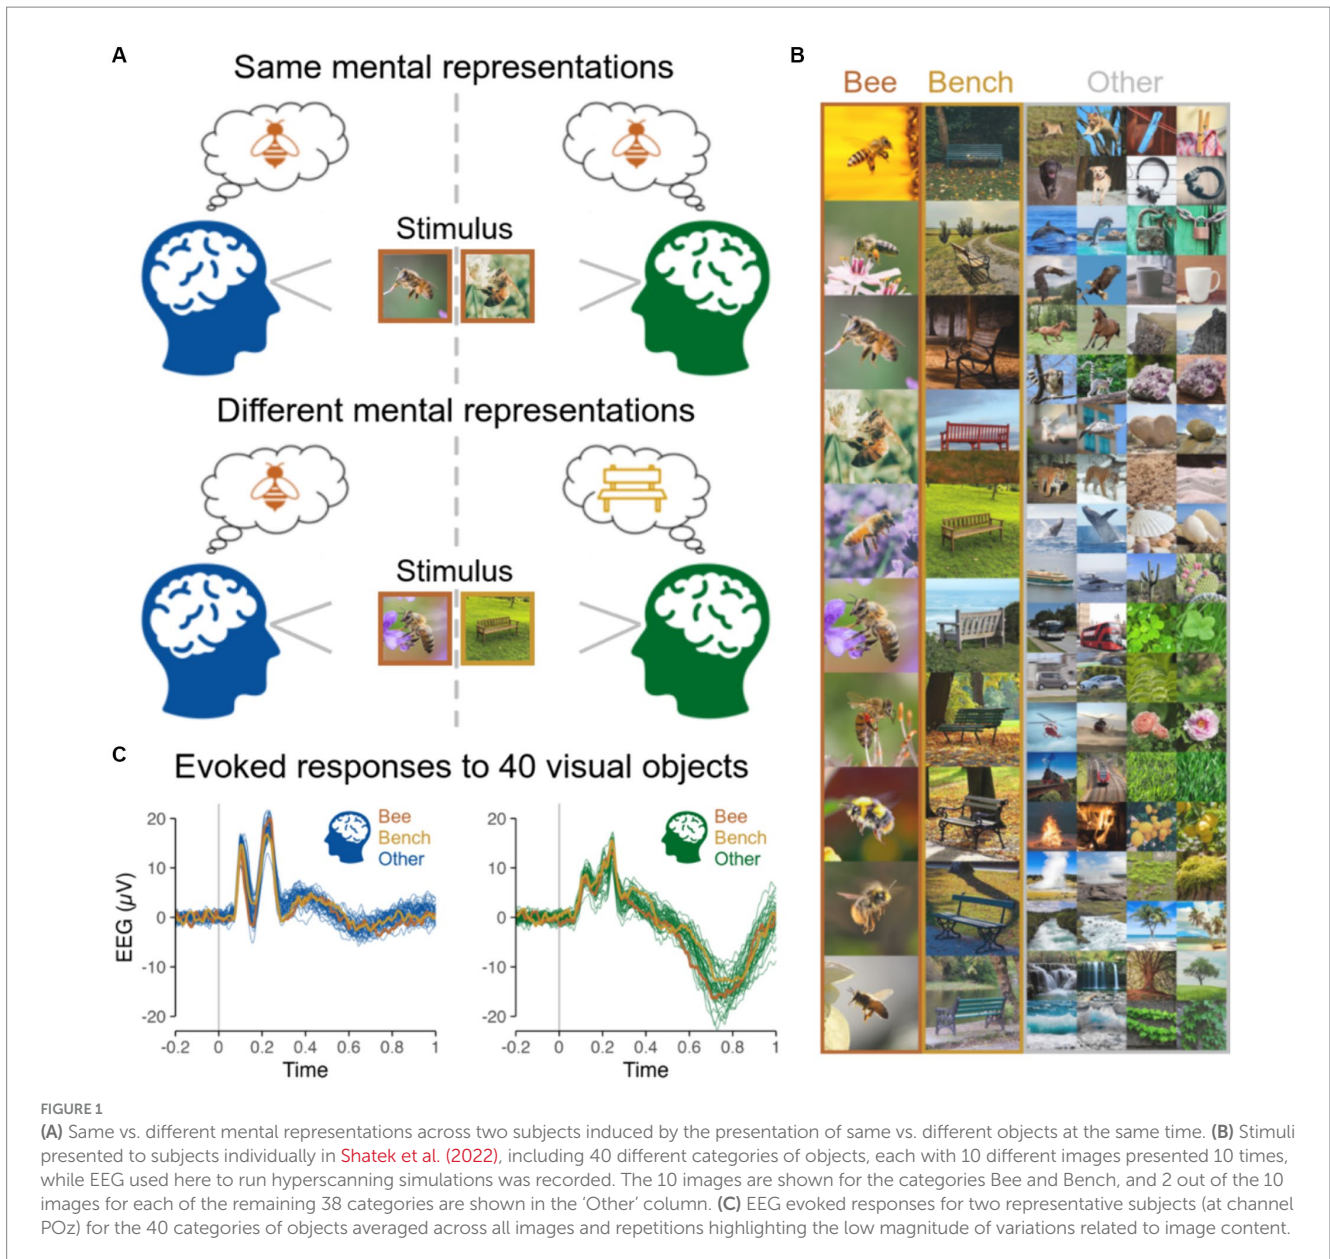 A
Same mental representations
Stimulus
Different mental representations
Stimulus
B
Bee
Bench
Other
C
Evoked responses to 40 visual objects
EEG (µV)
20
10
0
-10
-20
-0.2 0 0.2 0.4 0.6 0.8 1
Time
Bee
Bench
Other
20
10
0
-10
-20
-0.2 0 0.2 0.4 0.6 0.8 1
Time
Bee
Bench
Other
FIGURE 1
(A) Same vs. different mental representations across two subjects induced by the presentation of same vs. different objects at the same time. (B) Stimuli
presented to subjects individually in Shatek et al. (2022), including 40 different categories of objects, each with 10 different images presented 10 times,
while EEG used here to run hyperscanning simulations was recorded. The 10 images are shown for the categories Bee and Bench, and 2 out of the 10
images for each of the remaining 38 categories are shown in the ‘Other’ column. (C) EEG evoked responses for two representative subjects (at channel
POz) for the 40 categories of objects averaged across all images and repetitions highlighting the low magnitude of variations related to image content.